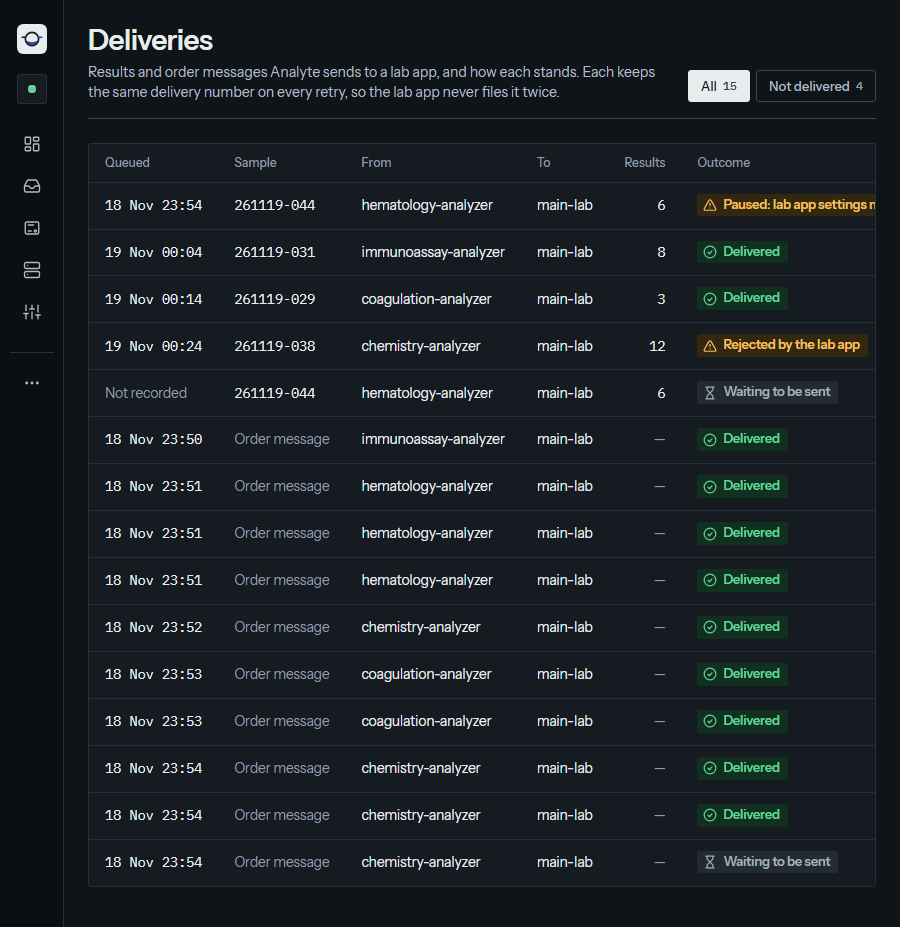 Deliveries
Results and order messages Analyte sends to a lab app, and how each stands. Each keeps
the same delivery number on every retry, so the lab app never files it twice.
All 15 Not delivered 4
Queued Sample From To Results Outcome
18 Nov 23:54 261119-044 hematology-analyzer main-lab 6 Paused: lab app settings
19 Nov 00:04 261119-031 immunoassay-analyzer main-lab 8 Delivered
19 Nov 00:14 261119-029 coagulation-analyzer main-lab 3 Delivered
19 Nov 00:24 261119-038 chemistry-analyzer main-lab 12 Rejected by the lab app
Not recorded 261119-044 hematology-analyzer main-lab 6 Waiting to be sent
18 Nov 23:50 Order message immunoassay-analyzer main-lab — Delivered
18 Nov 23:51 Order message hematology-analyzer main-lab — Delivered
18 Nov 23:51 Order message hematology-analyzer main-lab — Delivered
18 Nov 23:51 Order message hematology-analyzer main-lab — Delivered
18 Nov 23:52 Order message chemistry-analyzer main-lab — Delivered
18 Nov 23:53 Order message coagulation-analyzer main-lab — Delivered
18 Nov 23:53 Order message coagulation-analyzer main-lab — Delivered
18 Nov 23:54 Order message chemistry-analyzer main-lab — Delivered
18 Nov 23:54 Order message chemistry-analyzer main-lab — Delivered
18 Nov 23:54 Order message chemistry-analyzer main-lab — Waiting to be sent